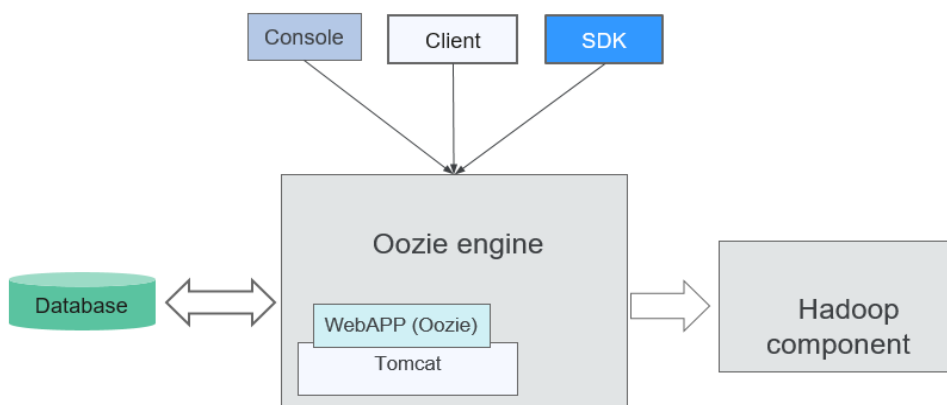 Console
Client
SDK
Oozie engine
Database
WebAPP (Oozie)
Tomcat
Hadoop
component